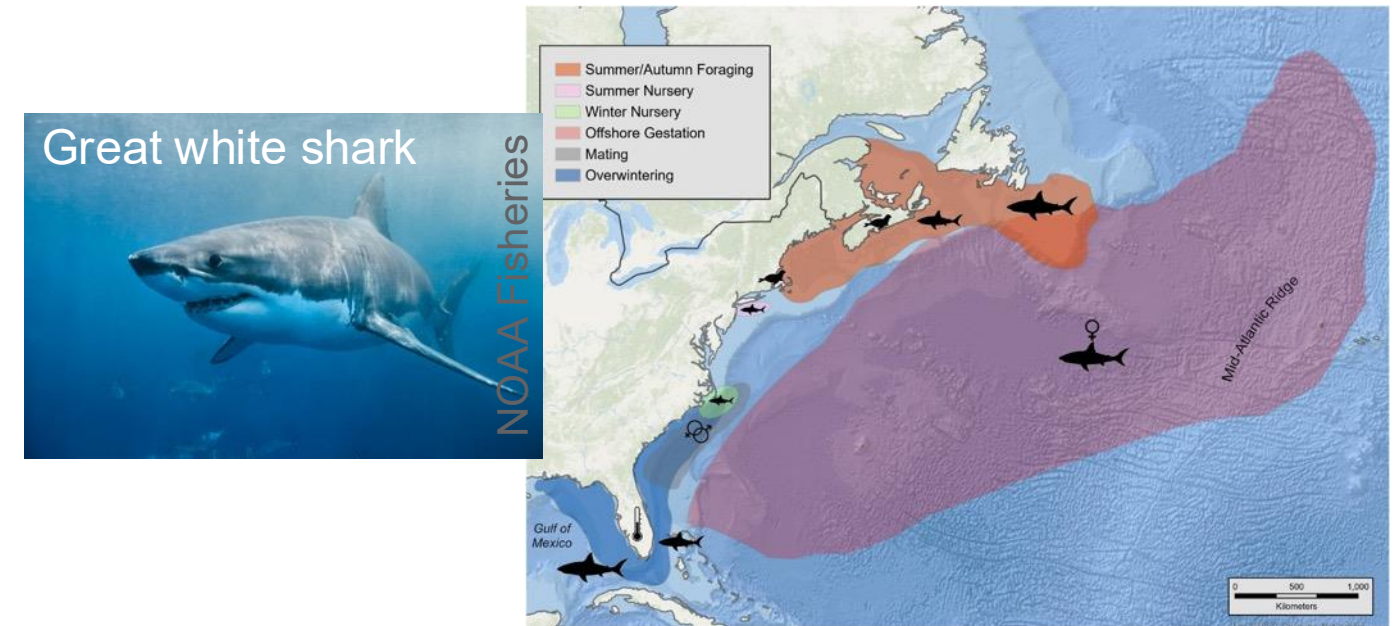 Great white shark
NOAA Fisheries
Summer/Autumn Foraging
Summer Nursery
Winter Nursery
Offshore Gestation
Mating
Overwintering
Mid-Atlantic Ridge
Gulf of
Mexico
0 500 1,000
Kilometers